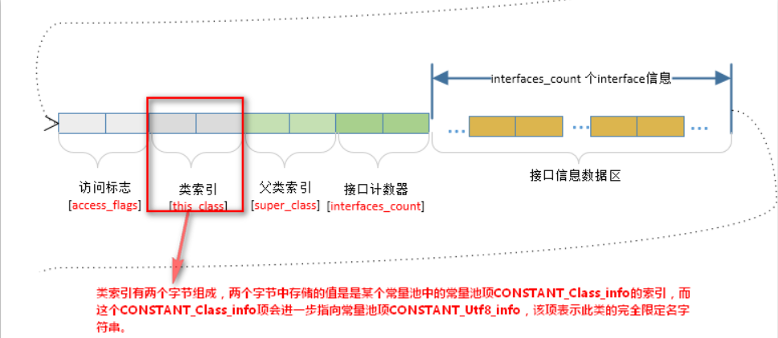 interfaces_count 个interface信息
... ... ...
访问标志 类索引 父类索引 接口计数器 接口信息数据区
[access_flags] [this_class] [super_class] [interfaces_count]
类索引有两个字节组成，两个字节中存储的值是是某个常量池中的常量池项CONSTANT_Class_info的索引，而
这个CONSTANT_Class_info项会进一步指向常量池项CONSTANT_Utf8_info，该项表示此类的完全限定名字
符串。